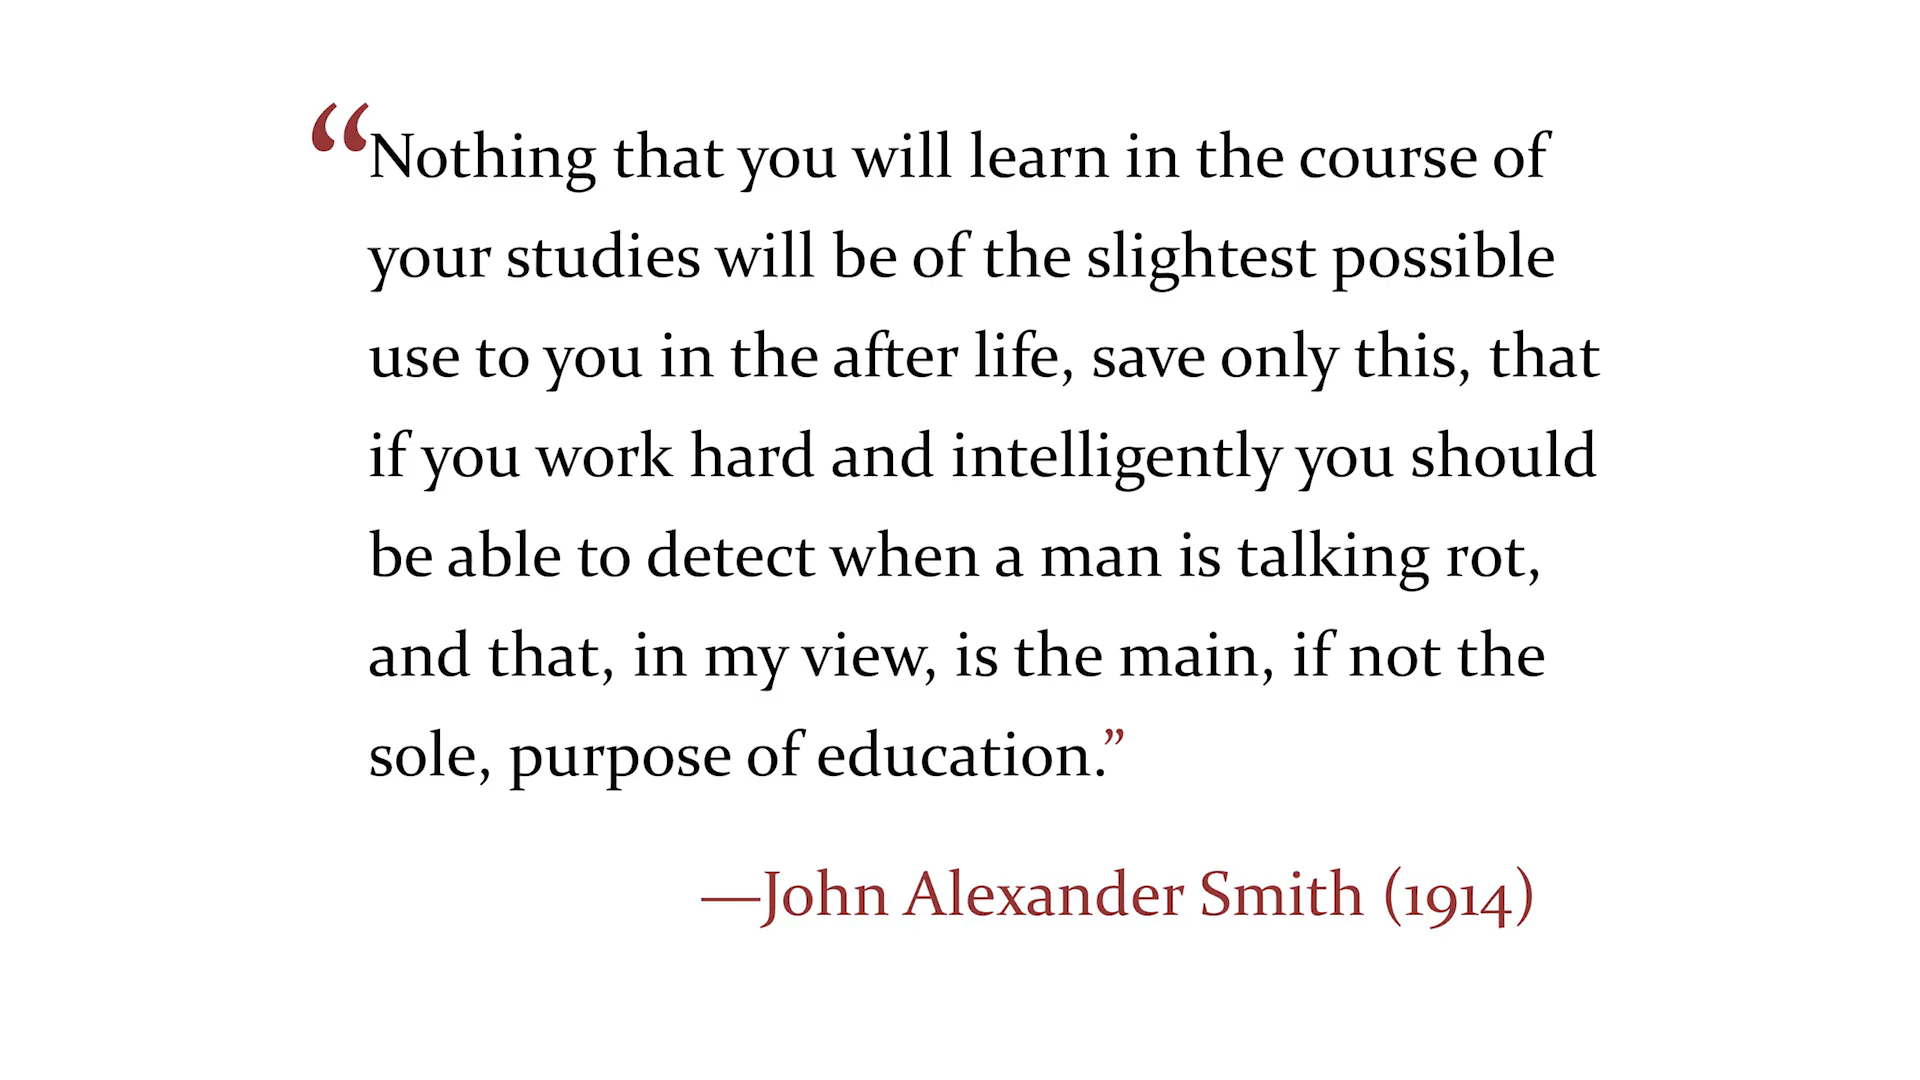 “Nothing that you will learn in the course of
your studies will be of the slightest possible
use to you in the after life, save only this, that
if you work hard and intelligently you should
be able to detect when a man is talking rot,
and that, in my view, is the main, if not the
sole, purpose of education.”
—John Alexander Smith (1914)